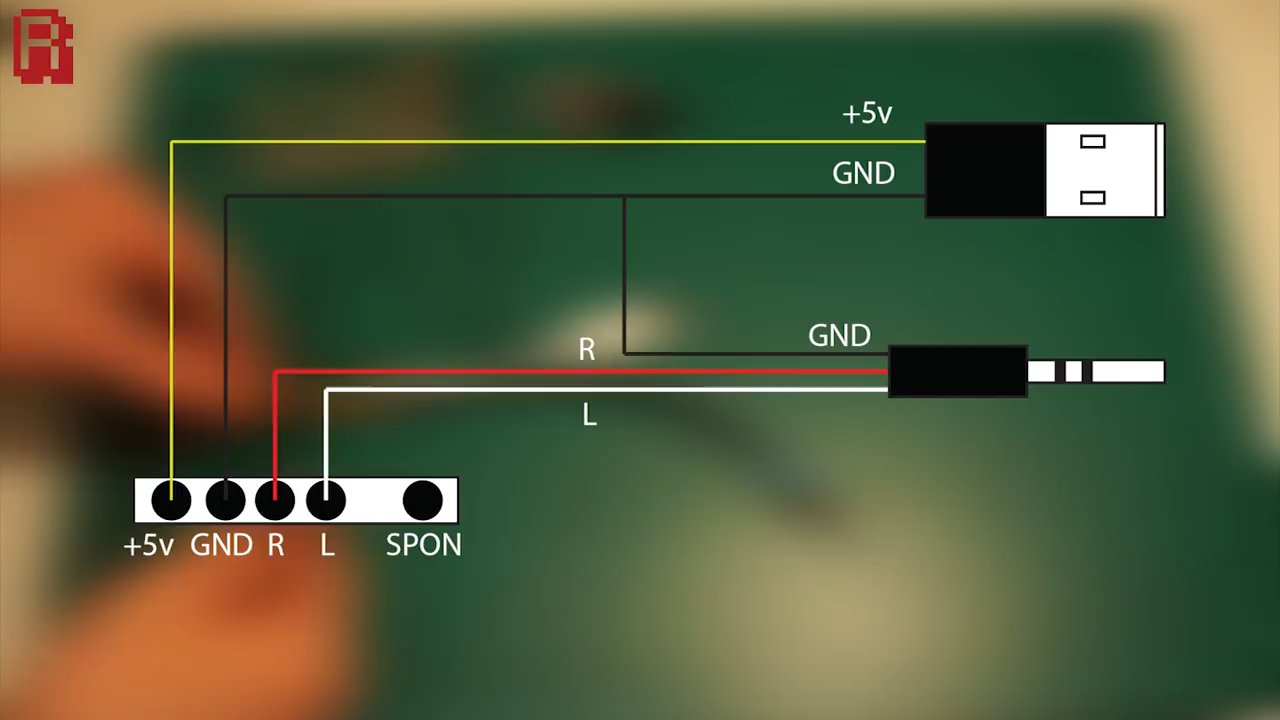 +5v
GND
GND
R
L
+5v GND R L SPON